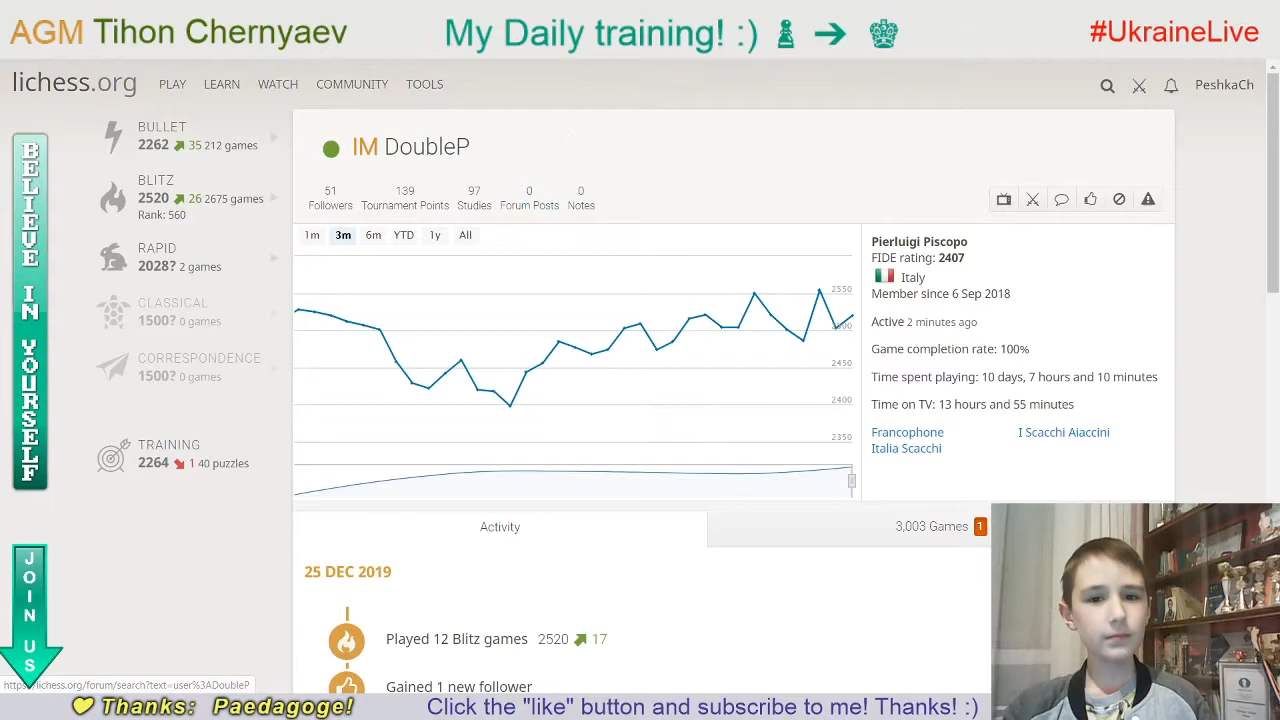 AGM Tihon Chernyaev
My Daily training! :)
#UkraineLive
lichess.org
PLAY
LEARN
WATCH
COMMUNITY
TOOLS
PeshkaCh
BELIEVE IN YOURSELF
JOIN US
BULLET
2262 35 212 games
BLITZ
2520 26 2675 games
Rank: 560
RAPID
2028? 2 games
CLASSICAL
1500? 0 games
CORRESPONDENCE
1500? 0 games
TRAINING
2264 1 40 puzzles
IM DoubleP
51
Followers
139
Tournament Points
97
Studies
0
Forum Posts
0
Notes
1m 3m 6m YTD 1y All
2550
2500
2450
2400
2350
Pierluigi Piscopo
FIDE rating: 2407
Italy
Member since 6 Sep 2018
Active 2 minutes ago
Game completion rate: 100%
Time spent playing: 10 days, 7 hours and 10 minutes
Time on TV: 13 hours and 55 minutes
Francophone
I Scacchi Aiaccini
Italia Scacchi
Activity
3,003 Games 1
25 DEC 2019
Played 12 Blitz games 2520 17
Gained 1 new follower
https://lichess.org/forum/search?text=user%3ADoubleP
Thanks: Paedagoge!
Click the "like" button and subscribe to me! Thanks! :)